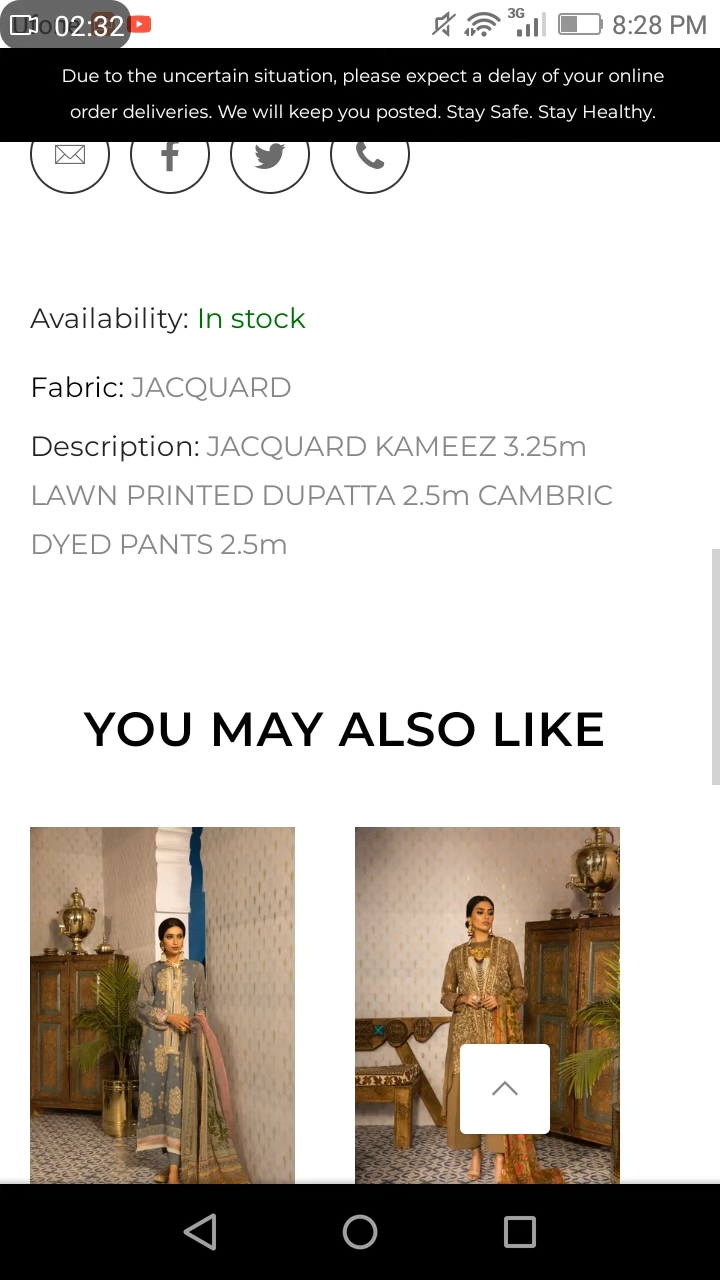 02:32
3G
8:28 PM
Due to the uncertain situation, please expect a delay of your online
order deliveries. We will keep you posted. Stay Safe. Stay Healthy.
Availability: In stock
Fabric: JACQUARD
Description: JACQUARD KAMEEZ 3.25m
LAWN PRINTED DUPATTA 2.5m CAMBRIC
DYED PANTS 2.5m
YOU MAY ALSO LIKE